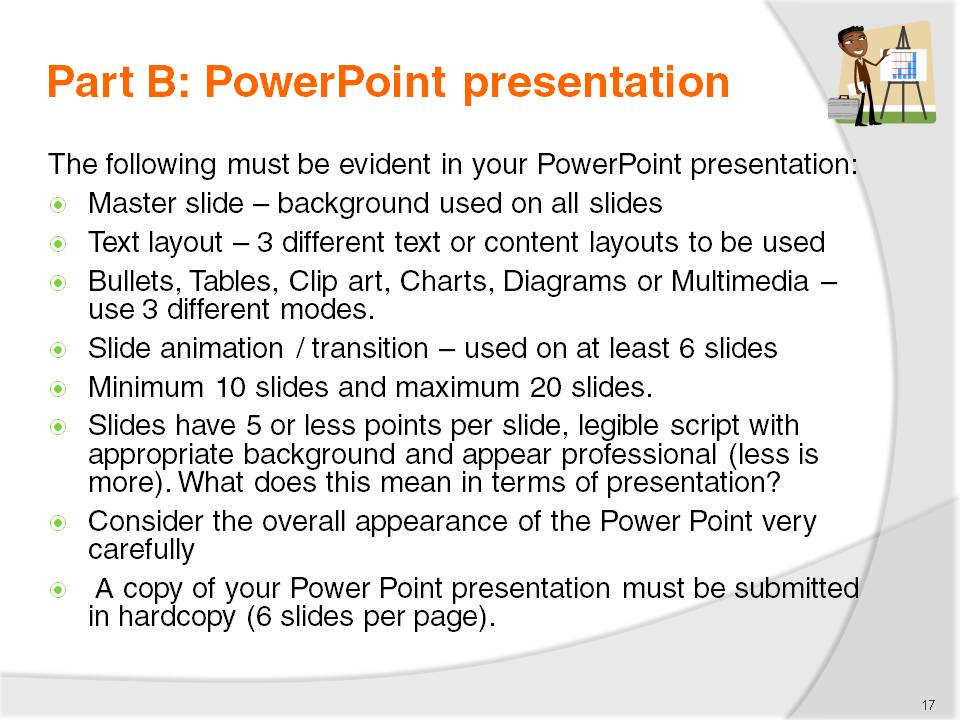 Part B: PowerPoint presentation
The following must be evident in your PowerPoint presentation:
Master slide – background used on all slides
Text layout – 3 different text or content layouts to be used
Bullets, Tables, Clip art, Charts, Diagrams or Multimedia –
use 3 different modes.
Slide animation / transition – used on at least 6 slides
Minimum 10 slides and maximum 20 slides.
Slides have 5 or less points per slide, legible script with
appropriate background and appear professional (less is
more). What does this mean in terms of presentation?
Consider the overall appearance of the Power Point very
carefully
A copy of your Power Point presentation must be submitted
in hardcopy (6 slides per page).
17